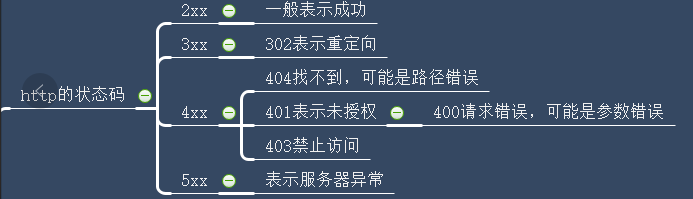 http的状态码
2xx
一般表示成功
3xx
302表示重定向
4xx
404找不到，可能是路径错误
401表示未授权
400请求错误，可能是参数错误
403禁止访问
5xx
表示服务器异常